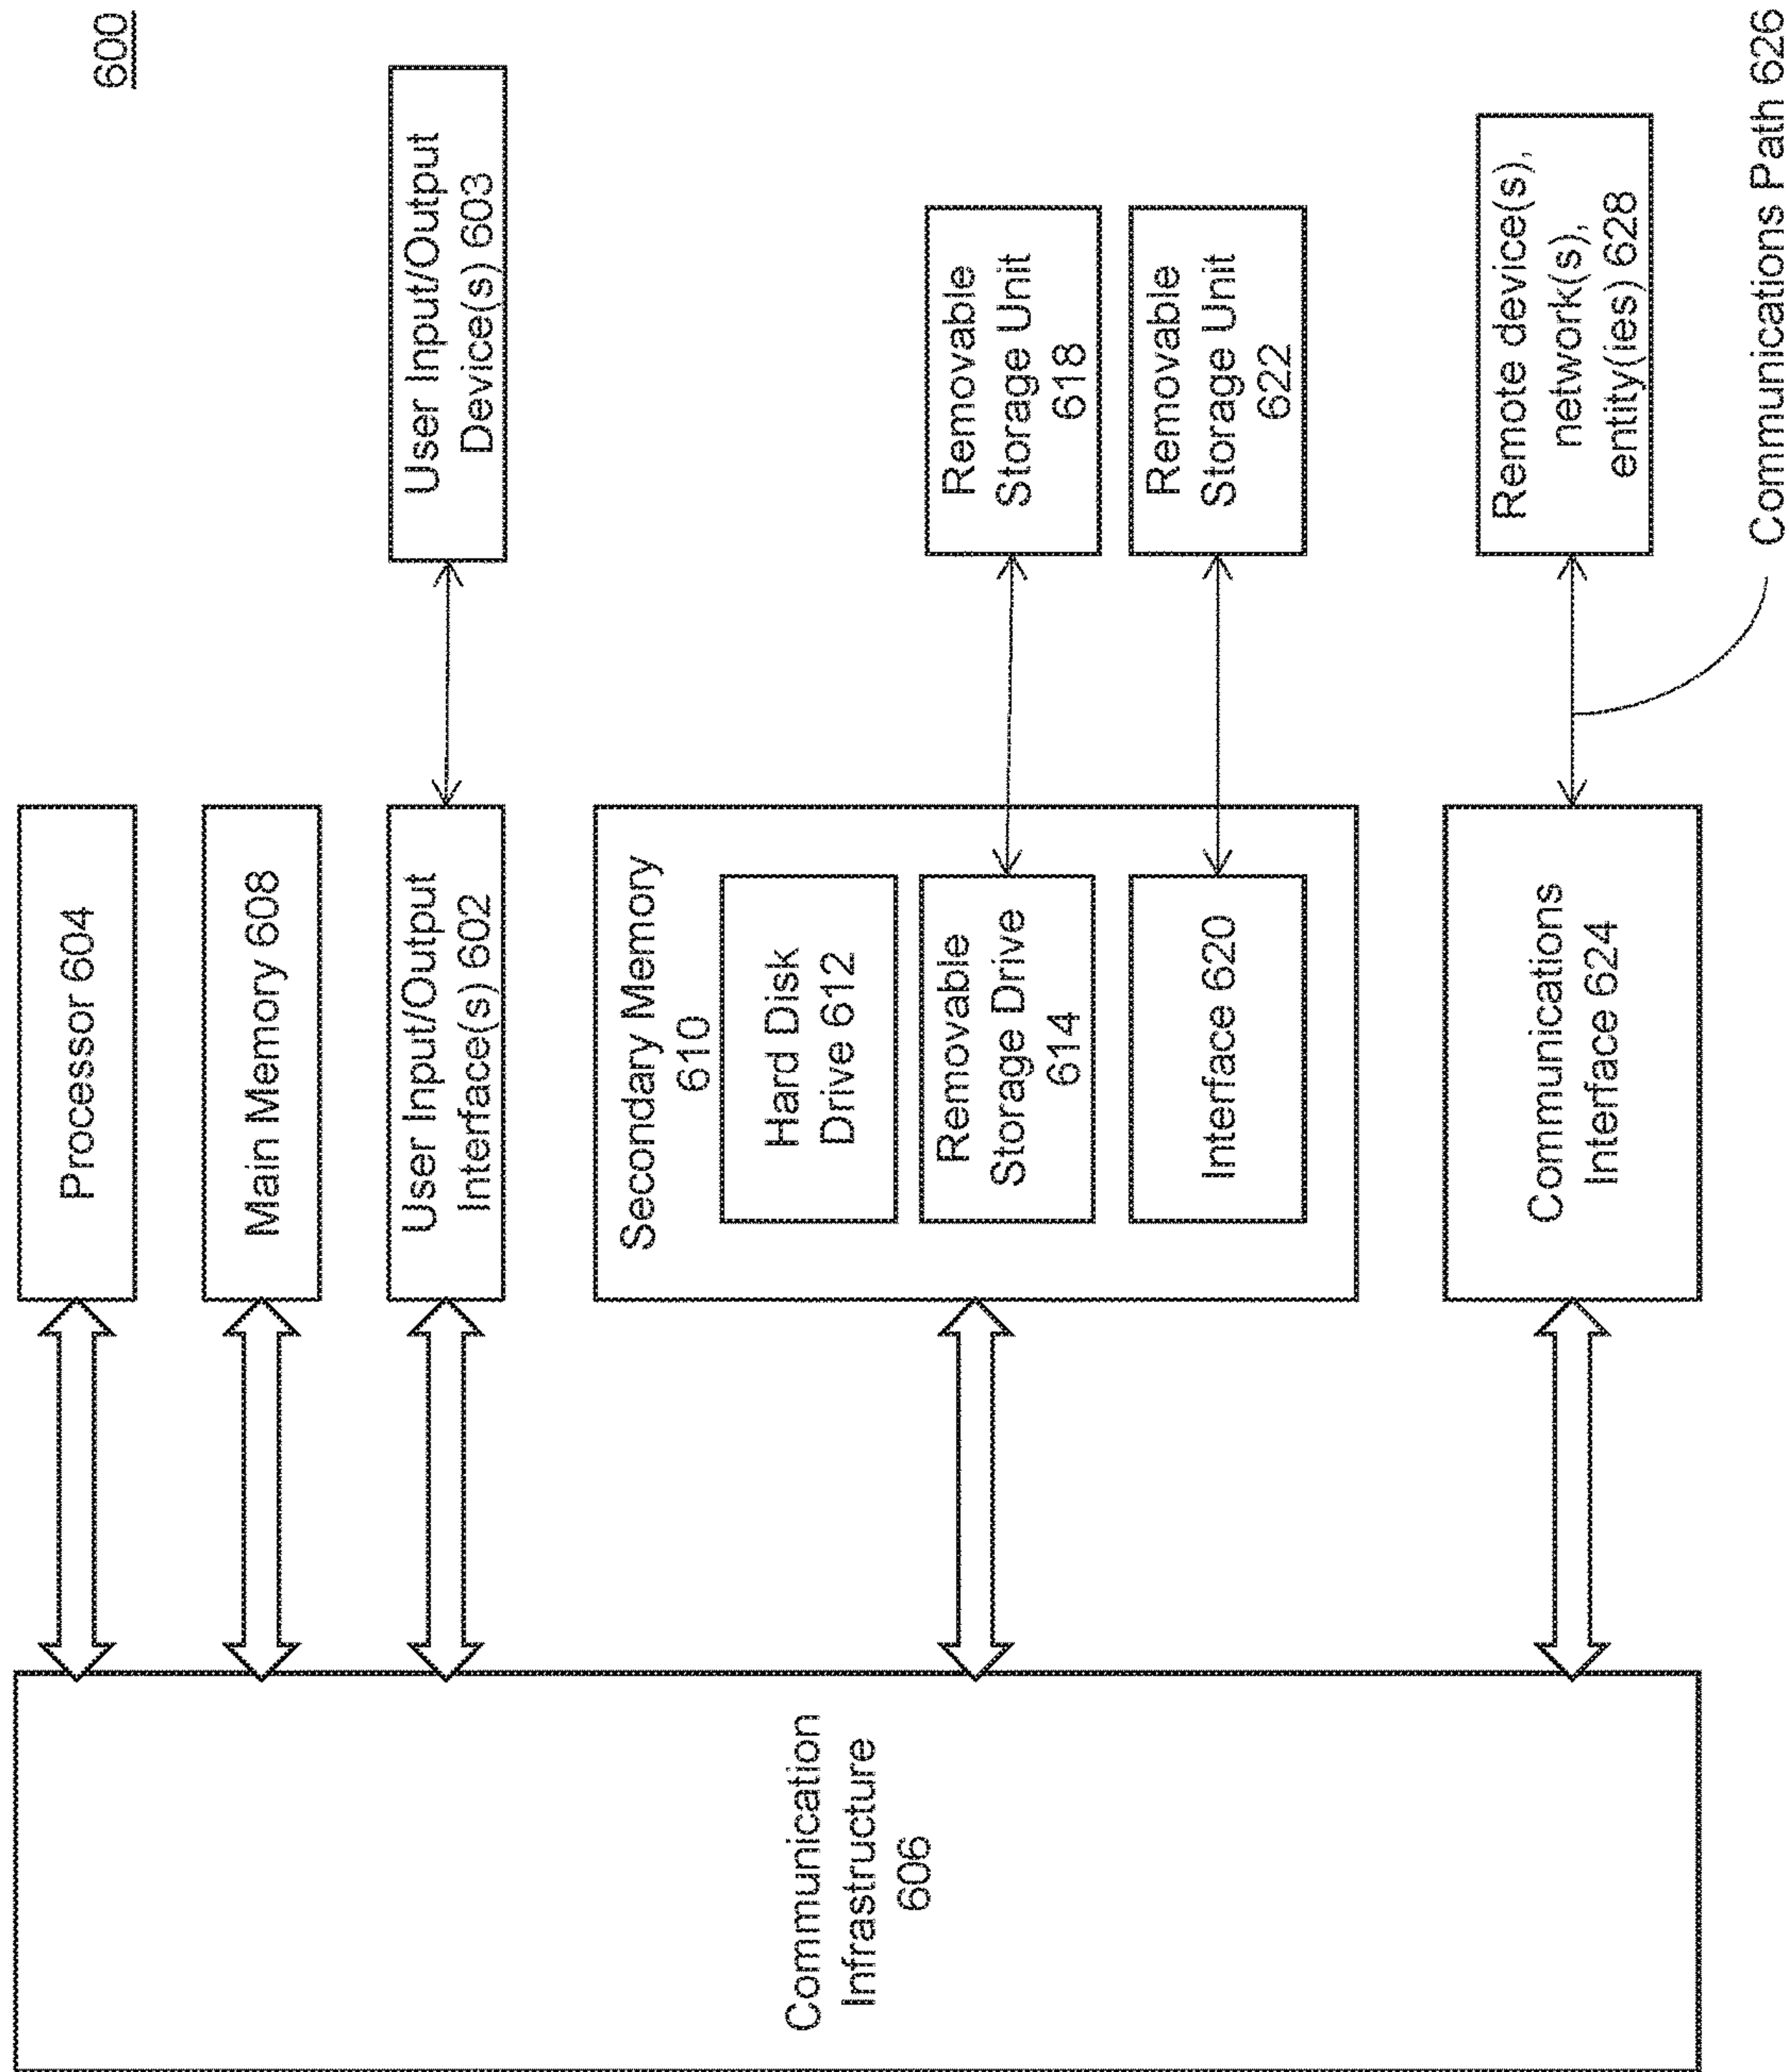 600
Processor 604
Main Memory 608
User Input/Output
Interface(s) 602
User Input/Output
Device(s) 603
Communication
Infrastructure
606
Secondary Memory
610
Hard Disk
Drive 612
Removable
Storage Drive
614
Removable
Storage Unit
618
Interface 620
Removable
Storage Unit
622
Communications
Interface 624
Remote device(s),
network(s),
entity(ies) 628
Communications Path 626